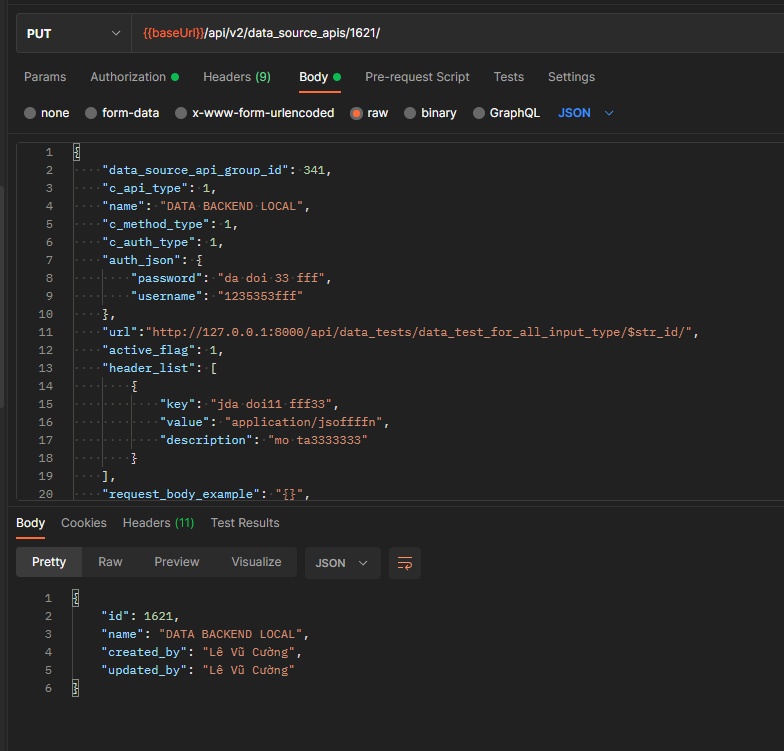 PUT {{baseUrl}}/api/v2/data_source_apis/1621/
Params Authorization Headers (9) Body Pre-request Script Tests Settings
none form-data x-www-form-urlencoded raw binary GraphQL JSON
1 {
2 "data_source_api_group_id": 341,
3 "c_api_type": 1,
4 "name": "DATA BACKEND LOCAL",
5 "c_method_type": 1,
6 "c_auth_type": 1,
7 "auth_json": {
8 "password": "da doi 33 fff",
9 "username": "1235353fff"
10 },
11 "url":"http://127.0.0.1:8000/api/data_tests/data_test_for_all_input_type/$str_id/",
12 "active_flag": 1,
13 "header_list": [
14 {
15 "key": "jda doi11 fff33",
16 "value": "application/jsoffffn",
17 "description": "mo ta3333333"
18 }
19 ],
20 "request_body_example": "{}",
Body Cookies Headers (11) Test Results
Pretty Raw Preview Visualize JSON
1 {
2 "id": 1621,
3 "name": "DATA BACKEND LOCAL",
4 "created_by": "Lê Vũ Cường",
5 "updated_by": "Lê Vũ Cường"
6 }